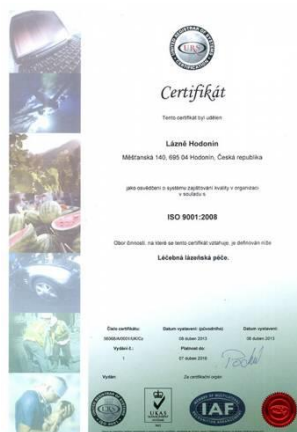 URS
Certifikát
Tento certifikát byl udělen
Lázně Hodonín
Měšťanská 140, 695 04 Hodonín, Česká republika
jako osvědčení o systému zajišťování kvality v organizaci
v souladu s
ISO 9001:2008
Obor činnosti, na které se tento certifikát vztahuje, je definován níže
Léčebná lázeňská péče.
Číslo certifikátu: Datum vystavení (původního): Datum vystavení:
08 duben 2013 08 duben 2013
Vydání č.: Platnost do:
1 07 duben 2016
Vydán: Za certifikační orgán:
URS
UKAS
IAF